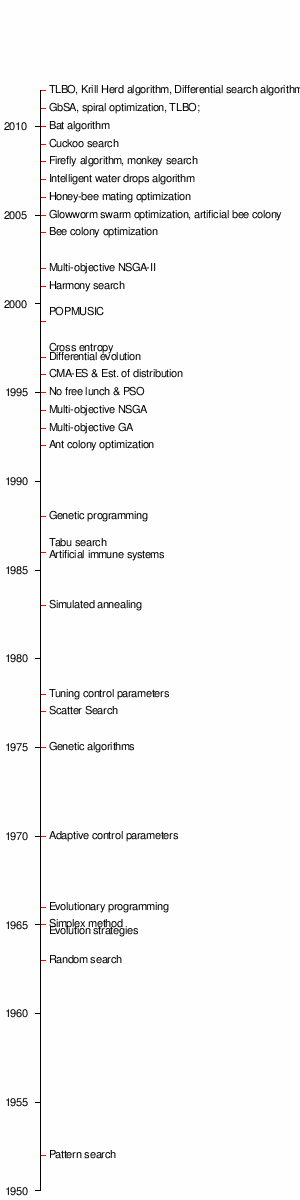 TLBO, Krill Herd algorithm, Differential search algorithm
GbSA, spiral optimization, TLBO;
2010 Bat algorithm
Cuckoo search
Firefly algorithm, monkey search
Intelligent water drops algorithm
Honey-bee mating optimization
2005 Glowworm swarm optimization, artificial bee colony
Bee colony optimization
Multi-objective NSGA-II
Harmony search
2000
POPMUSIC
Cross entropy
Differential evolution
CMA-ES & Est. of distribution
1995 No free lunch & PSO
Multi-objective NSGA
Multi-objective GA
Ant colony optimization
1990
Genetic programming
Tabu search
Artificial immune systems
1985
Simulated annealing
1980
Tuning control parameters
Scatter Search
1975 Genetic algorithms
1970 Adaptive control parameters
Evolutionary programming
1965 Simplex method
Evolution strategies
Random search
1960
1955
Pattern search
1950